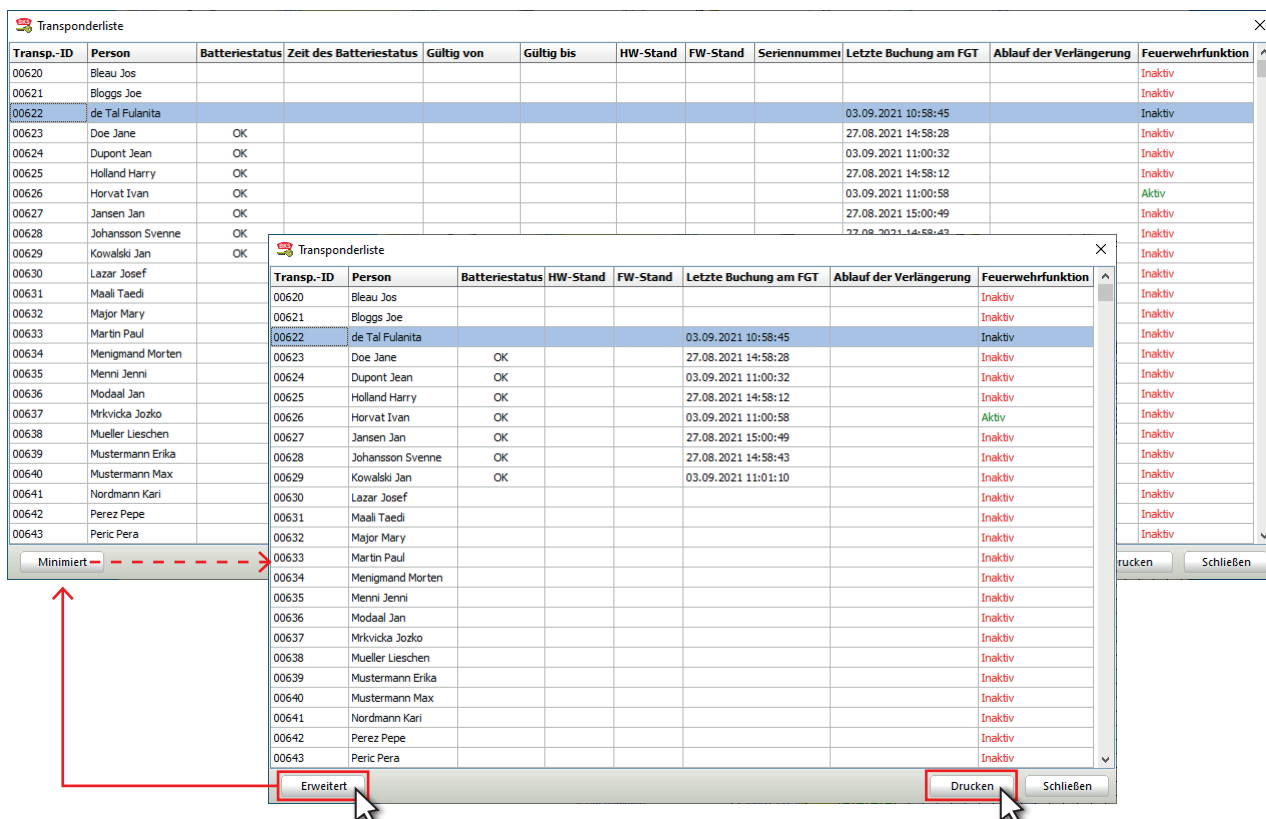 Transponderliste
Transp.-ID Person Batteriestatus Zeit des Batteriestatus Gültig von Gültig bis HW-Stand FW-Stand Seriennummer Letzte Buchung am FGT Ablauf der Verlängerung Feuerwehrfunktion
00620 Bleau Jos Inaktiv
00621 Bloggs Joe Inaktiv
00622 de Tal Fulanita 03.09.2021 10:58:45 Inaktiv
00623 Doe Jane OK 27.08.2021 14:58:28 Inaktiv
00624 Dupont Jean OK 03.09.2021 11:00:32 Inaktiv
00625 Holland Harry OK 27.08.2021 14:58:12 Inaktiv
00626 Horvat Ivan OK 03.09.2021 11:00:58 Aktiv
00627 Jansen Jan OK 27.08.2021 15:00:49 Inaktiv
00628 Johansson Svenne OK 27.08.2021 14:58:43 Inaktiv
00629 Kowalski Jan OK Inaktiv
00630 Lazar Josef Inaktiv
00631 Maali Taedi Inaktiv
00632 Major Mary Inaktiv
00633 Martin Paul Inaktiv
00634 Menigmand Morten Inaktiv
00635 Menni Jenni Inaktiv
00636 Modaal Jan Inaktiv
00637 Mrkvicka Jozko Inaktiv
00638 Mueller Lieschen Inaktiv
00639 Mustermann Erika Inaktiv
00640 Mustermann Max Inaktiv
00641 Nordmann Kari Inaktiv
00642 Perez Pepe Inaktiv
00643 Peric Pera Inaktiv
Minimiert rucken Schließen
Transponderliste
Transp.-ID Person Batteriestatus HW-Stand FW-Stand Letzte Buchung am FGT Ablauf der Verlängerung Feuerwehrfunktion
00620 Bleau Jos Inaktiv
00621 Bloggs Joe Inaktiv
00622 de Tal Fulanita 03.09.2021 10:58:45 Inaktiv
00623 Doe Jane OK 27.08.2021 14:58:28 Inaktiv
00624 Dupont Jean OK 03.09.2021 11:00:32 Inaktiv
00625 Holland Harry OK 27.08.2021 14:58:12 Inaktiv
00626 Horvat Ivan OK 03.09.2021 11:00:58 Aktiv
00627 Jansen Jan OK 27.08.2021 15:00:49 Inaktiv
00628 Johansson Svenne OK 27.08.2021 14:58:43 Inaktiv
00629 Kowalski Jan OK 03.09.2021 11:01:10 Inaktiv
00630 Lazar Josef Inaktiv
00631 Maali Taedi Inaktiv
00632 Major Mary Inaktiv
00633 Martin Paul Inaktiv
00634 Menigmand Morten Inaktiv
00635 Menni Jenni Inaktiv
00636 Modaal Jan Inaktiv
00637 Mrkvicka Jozko Inaktiv
00638 Mueller Lieschen Inaktiv
00639 Mustermann Erika Inaktiv
00640 Mustermann Max Inaktiv
00641 Nordmann Kari Inaktiv
00642 Perez Pepe Inaktiv
00643 Peric Pera Inaktiv
Erweitert Drucken Schließen